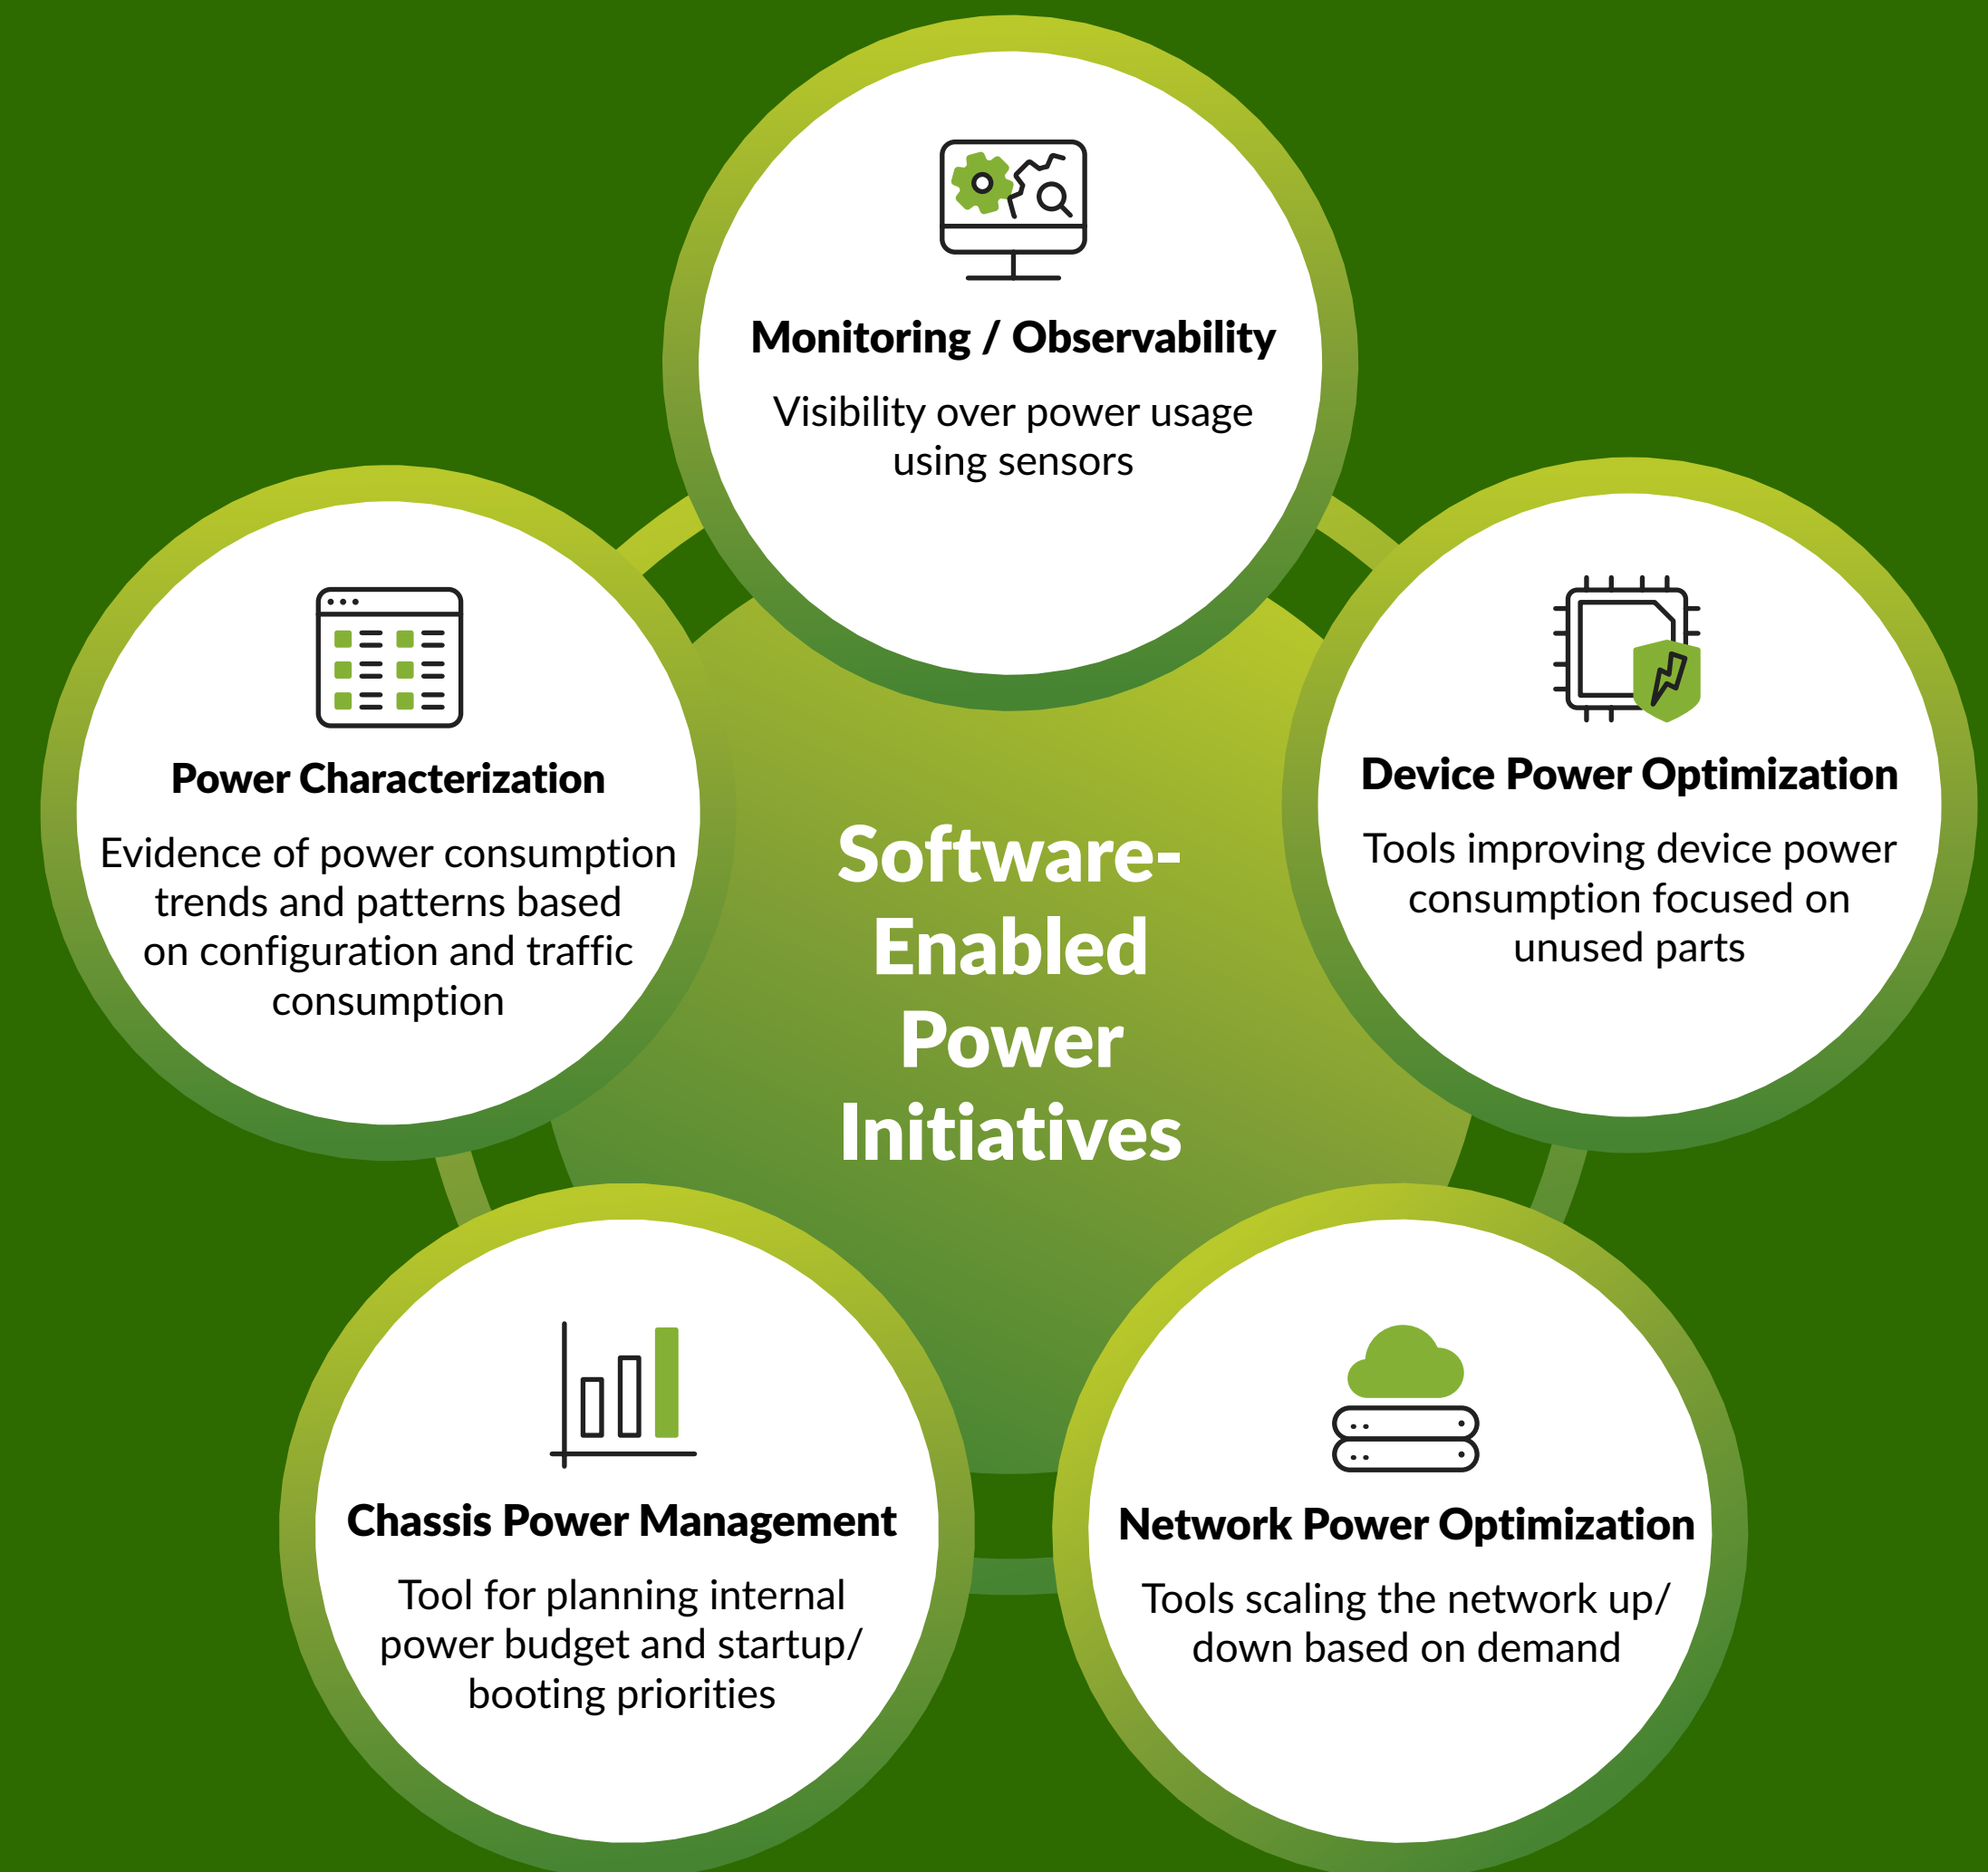 Monitoring / Observability
Visibility over power usage
using sensors
Power Characterization
Evidence of power consumption
trends and patterns based
on configuration and traffic
consumption
Device Power Optimization
Tools improving device power
consumption focused on
unused parts
Software-
Enabled
Power
Initiatives
Chassis Power Management
Tool for planning internal
power budget and startup/
booting priorities
Network Power Optimization
Tools scaling the network up/
down based on demand